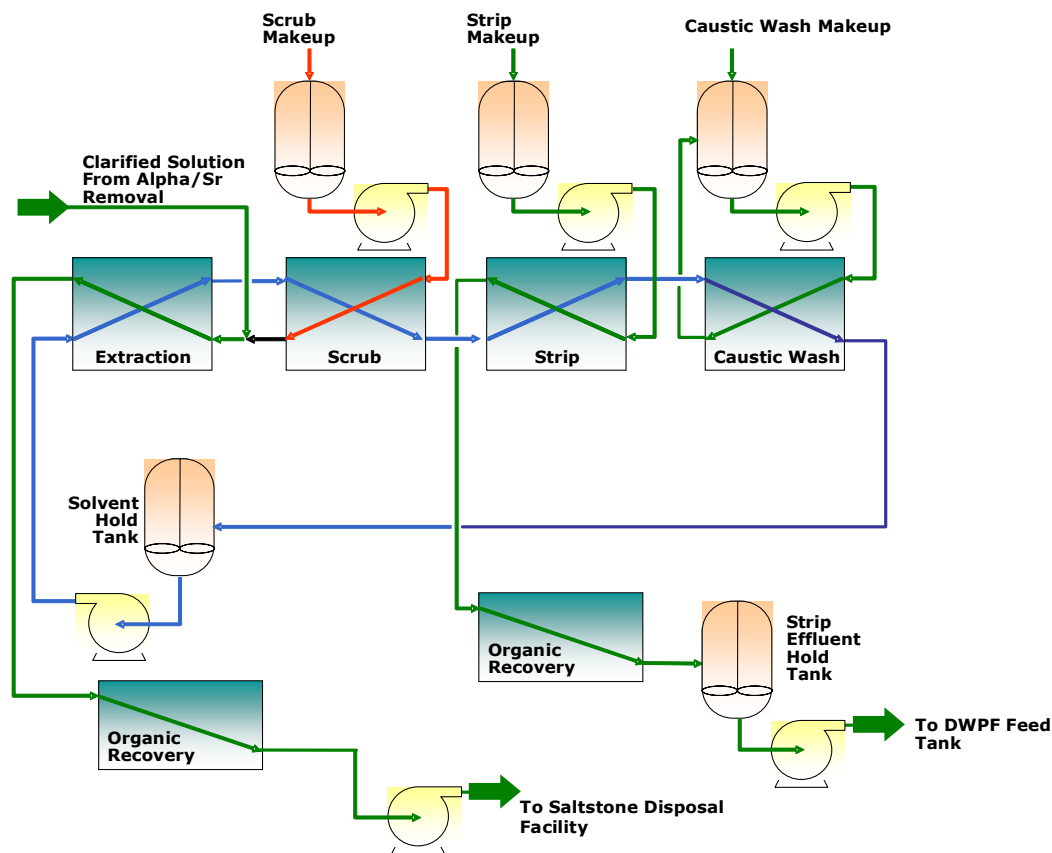 Scrub
Makeup
Strip
Makeup
Caustic Wash Makeup
Clarified Solution
From Alpha/Sr
Removal
Extraction
Scrub
Strip
Caustic Wash
Solvent
Hold
Tank
Organic
Recovery
Strip
Effluent
Hold
Tank
Organic
Recovery
To DWPF Feed
Tank
To Saltstone Disposal
Facility